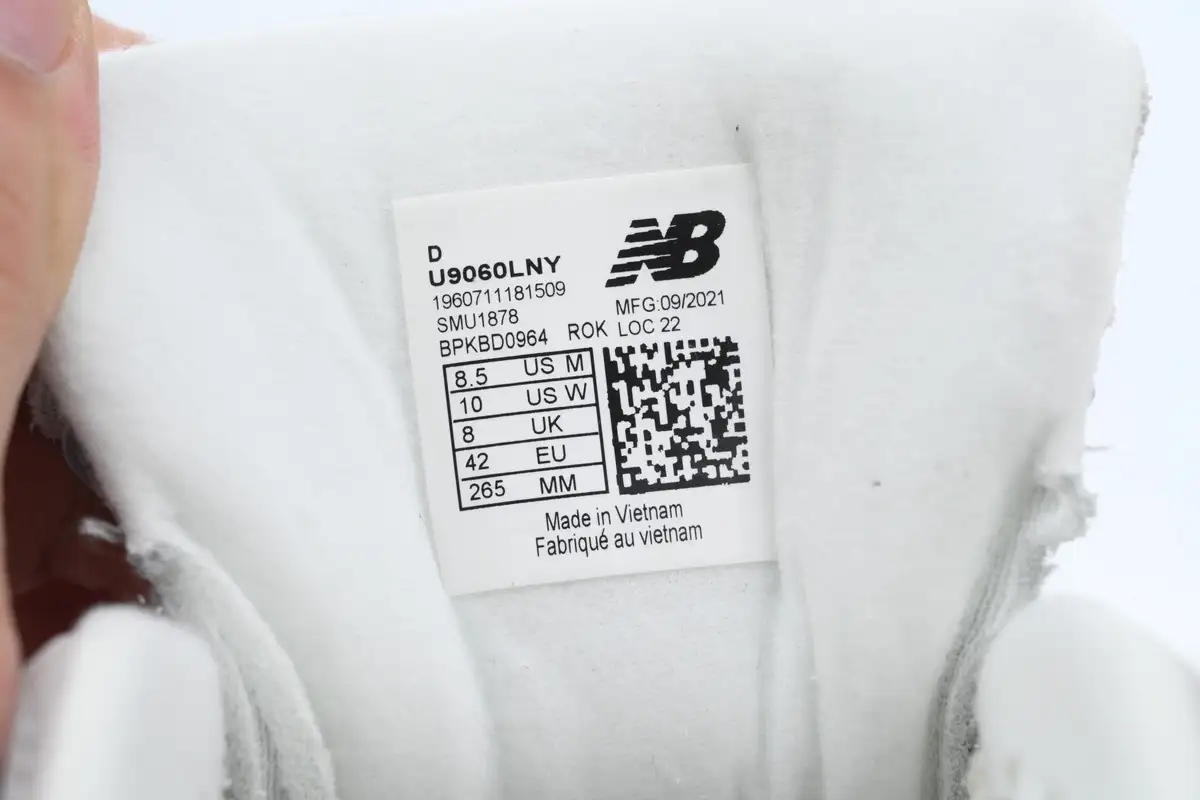 D
U9060LNY
1960711181509
SMU1878
BPKBD0964
NB
MFG:09/2021
ROK LOC 22
8.5 US M
10 US W
8 UK
42 EU
265 MM
Made in Vietnam
Fabriqué au vietnam